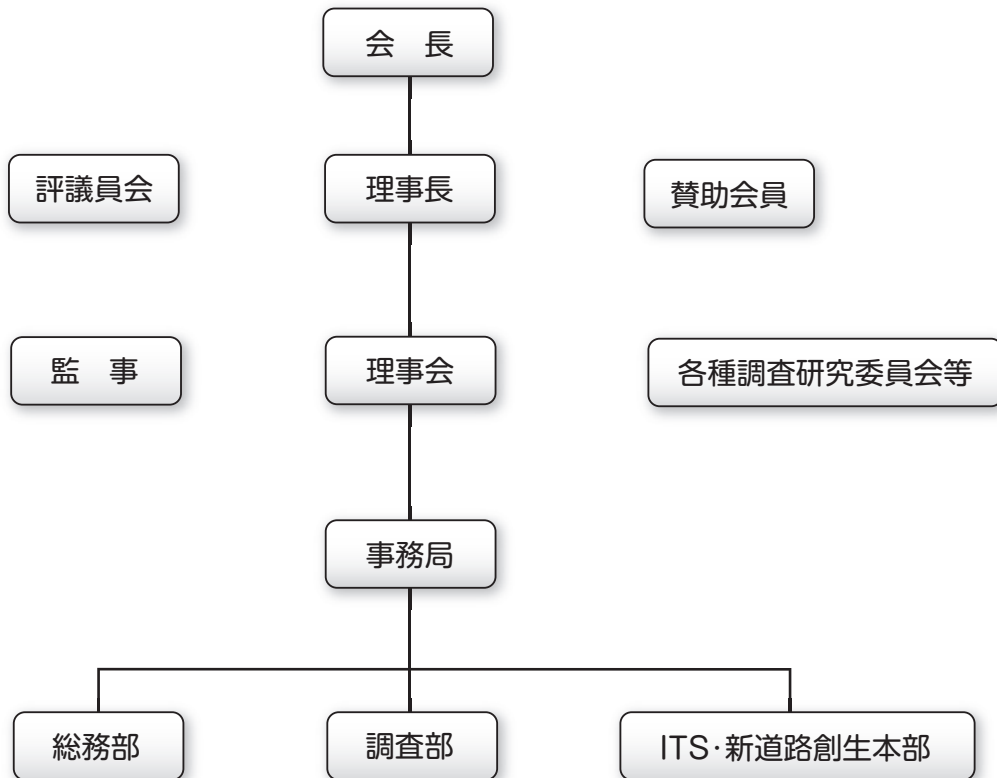 会　長
評議員会
理事長
賛助会員
監　事
理事会
各種調査研究委員会等
事務局
総務部
調査部
ITS･新道路創生本部